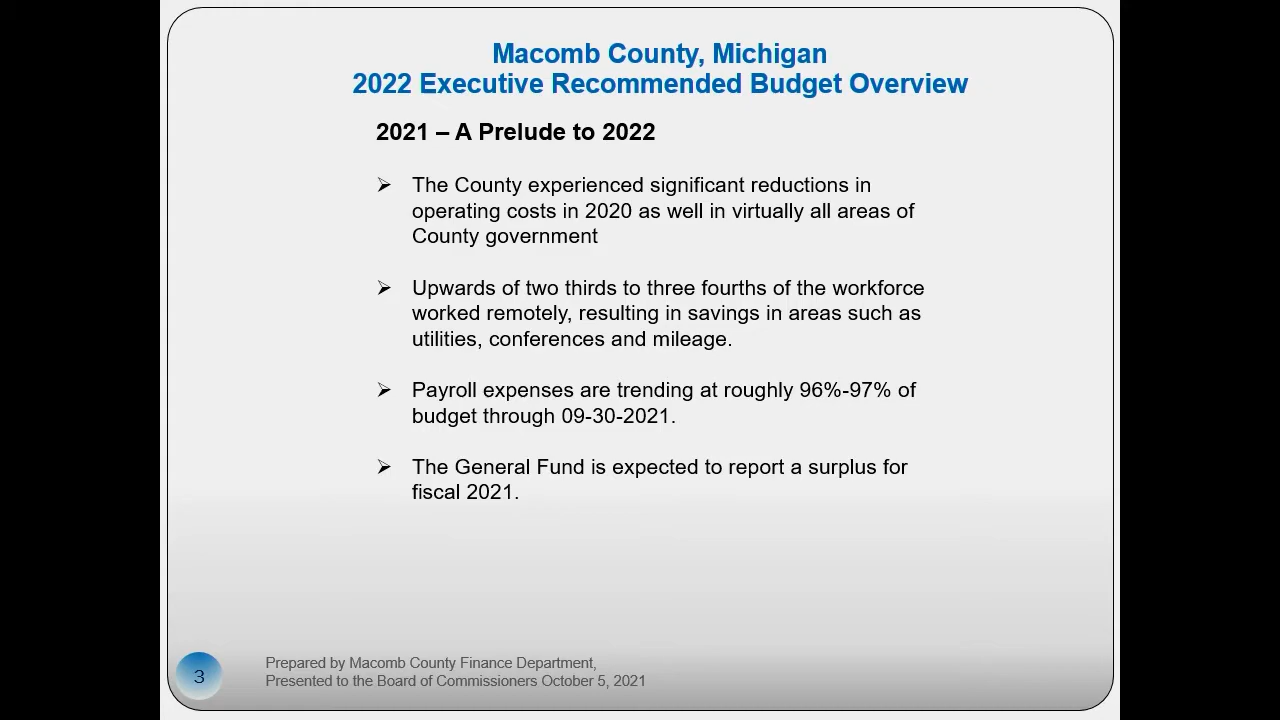 Macomb County, Michigan
2022 Executive Recommended Budget Overview
2021 – A Prelude to 2022
The County experienced significant reductions in
operating costs in 2020 as well in virtually all areas of
County government
Upwards of two thirds to three fourths of the workforce
worked remotely, resulting in savings in areas such as
utilities, conferences and mileage.
Payroll expenses are trending at roughly 96%-97% of
budget through 09-30-2021.
The General Fund is expected to report a surplus for
fiscal 2021.
3
Prepared by Macomb County Finance Department,
Presented to the Board of Commissioners October 5, 2021